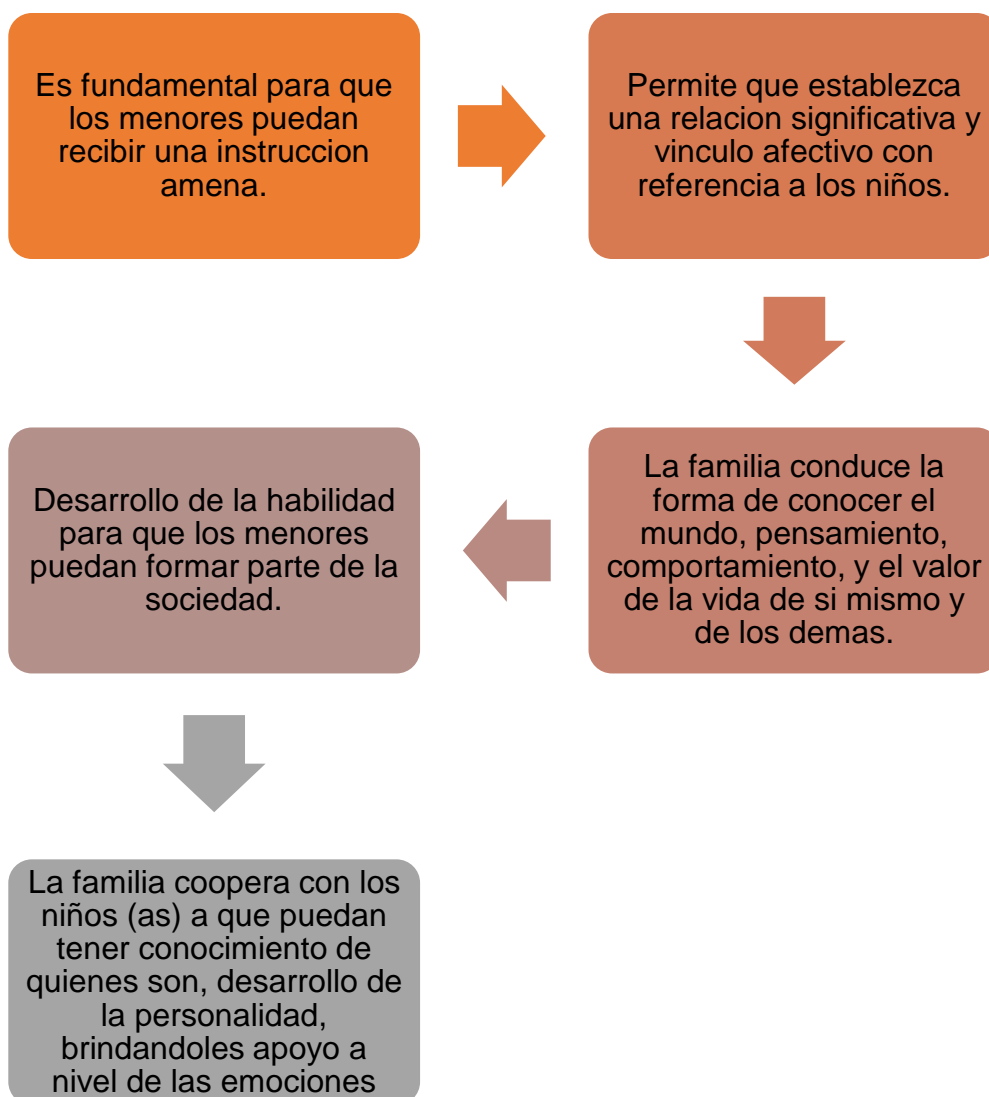 Es fundamental para que
los menores puedan
recibir una instruccion
amena.
Permite que establezca
una relacion significativa y
vinculo afectivo con
referencia a los niños.
La familia conduce la
forma de conocer el
mundo, pensamiento,
comportamiento, y el valor
de la vida de si mismo y
de los demas.
Desarrollo de la habilidad
para que los menores
puedan formar parte de la
sociedad.
La familia coopera con los
niños (as) a que puedan
tener conocimiento de
quienes son, desarrollo de
la personalidad,
brindandoles apoyo a
nivel de las emociones